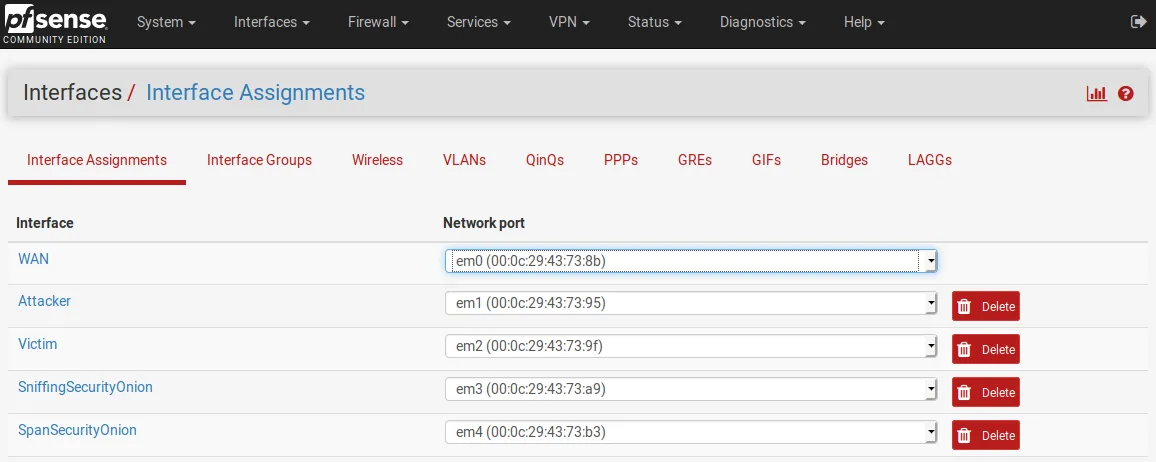 pfsense
COMMUNITY EDITION
System Interfaces Firewall Services VPN Status Diagnostics Help
Interfaces / Interface Assignments
Interface Assignments Interface Groups Wireless VLANs QinQs PPPs GREs GIFs Bridges LAGGs
Interface Network port
WAN em0 (00:0c:29:43:73:8b)
Attacker em1 (00:0c:29:43:73:95) Delete
Victim em2 (00:0c:29:43:73:9f) Delete
SniffingSecurityOnion em3 (00:0c:29:43:73:a9) Delete
SpanSecurityOnion em4 (00:0c:29:43:73:b3) Delete